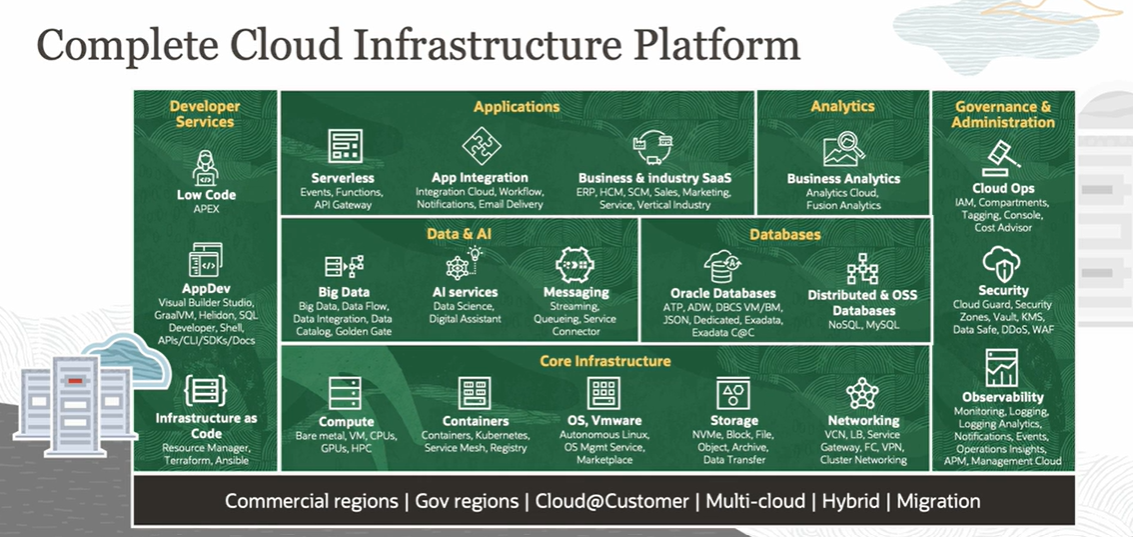 Complete Cloud Infrastructure Platform
Developer
Services
Low Code
APEX
AppDev
Visual Builder Studio,
GraalVM, Helidon, SQL
Developer, Shell,
APIs/CLI/SDKs/Docs
Infrastructure as
Code
Resource Manager,
Terraform, Ansible
Applications
Serverless
Events, Functions,
API Gateway
App Integration
Integration Cloud, Workflow,
Notifications, Email Delivery
Business & industry SaaS
ERP, HCM, SCM, Sales, Marketing,
Service, Vertical Industry
Analytics
Business Analytics
Analytics Cloud,
Fusion Analytics
Data & AI
Big Data
Big Data, Data Flow,
Data Integration, Data
Catalog, Golden Gate
AI services
Data Science,
Digital Assistant
Messaging
Streaming,
Queueing, Service
Connector
Databases
Oracle Databases
ATP, ADW, DBCS VM/BM,
JSON, Dedicated, Exadata,
Exadata C@C
Distributed & OSS
Databases
NoSQL, MySQL
Core Infrastructure
Compute
Bare metal, VM, CPUs,
GPUs, HPC
Containers
Containers, Kubernetes,
Service Mesh, Registry
OS, Vmware
Autonomous Linux,
OS Mgmt Service,
Marketplace
Storage
NVMe, Block, File,
Object, Archive,
Data Transfer
Networking
VCN, LB, Service
Gateway, FC, VPN,
Cluster Networking
Governance &
Administration
Cloud Ops
IAM, Compartments,
Tagging, Console,
Cost Advisor
Security
Cloud Guard, Security
Zones, Vault, KMS,
Data Safe, DDoS, WAF
Observability
Monitoring, Logging,
Logging Analytics,
Notifications, Events,
Operations Insights,
APM, Management Cloud
Commercial regions | Gov regions | Cloud@Customer | Multi-cloud | Hybrid | Migration